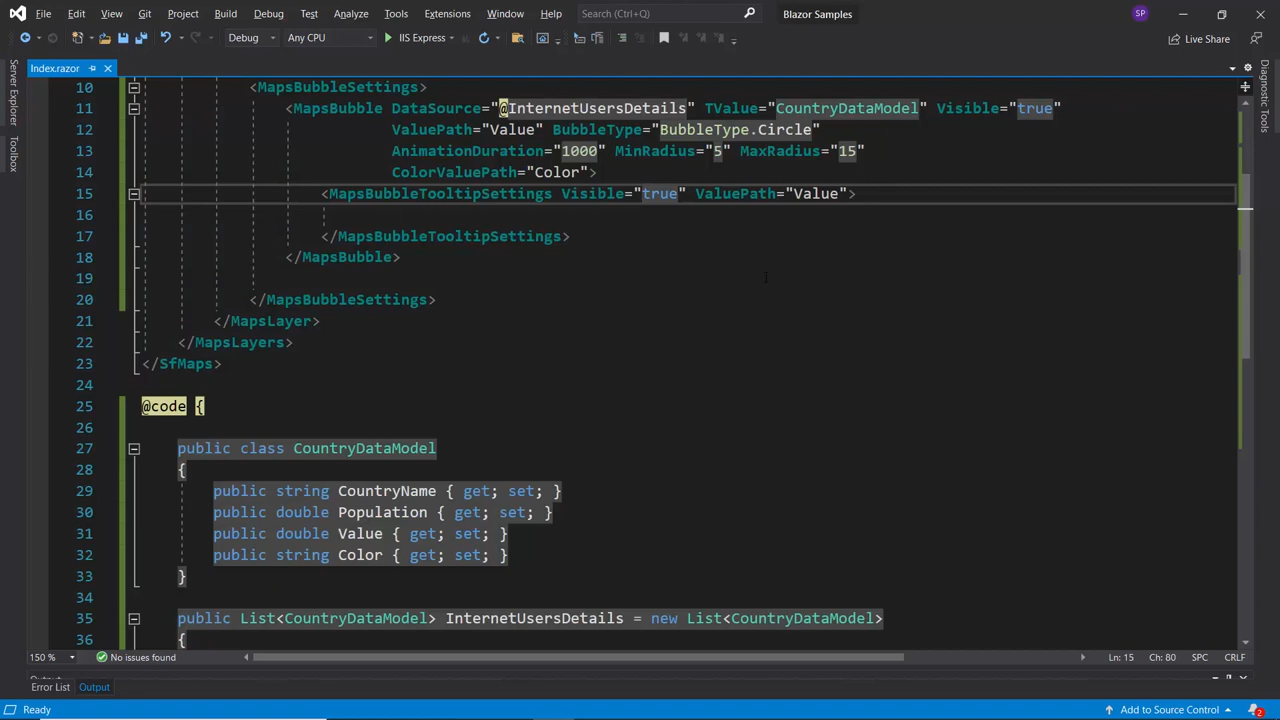 File Edit View Git Project Build Debug Test Analyze Tools Extensions Window Help Search (Ctrl+Q) Blazor Samples SP
Debug Any CPU IIS Express Live Share
Index.razor
Server Explorer
Toolbox
Diagnostic Tools
10 <MapsBubbleSettings>
11 <MapsBubble DataSource="@InternetUsersDetails" TValue="CountryDataModel" Visible="true"
12 ValuePath="Value" BubbleType="BubbleType.Circle"
13 AnimationDuration="1000" MinRadius="5" MaxRadius="15"
14 ColorValuePath="Color">
15 <MapsBubbleTooltipSettings Visible="true" ValuePath="Value">
16
17 </MapsBubbleTooltipSettings>
18 </MapsBubble>
19
20 </MapsBubbleSettings>
21 </MapsLayer>
22 </MapsLayers>
23 </SfMaps>
24
25 @code {
26
27 public class CountryDataModel
28 {
29 public string CountryName { get; set; }
30 public double Population { get; set; }
31 public double Value { get; set; }
32 public string Color { get; set; }
33 }
34
35 public List<CountryDataModel> InternetUsersDetails = new List<CountryDataModel>
36 {
150 % No issues found Ln: 15 Ch: 80 SPC CRLF
Error List Output
Ready Add to Source Control 2